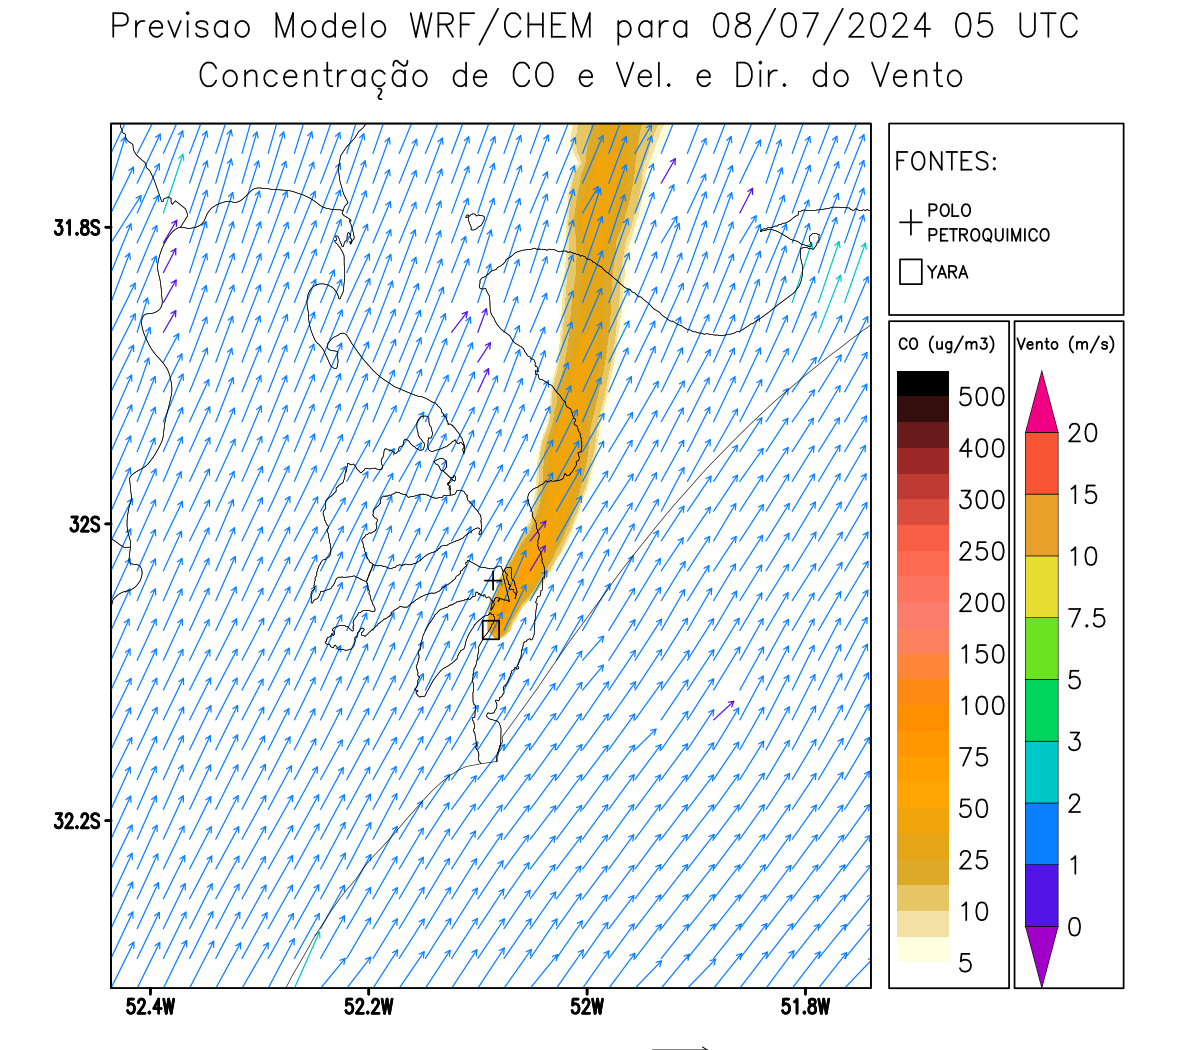 Previsao Modelo WRF/CHEM para 08/07/2024 05 UTC
Concentração de CO e Vel. e Dir. do Vento
FONTES:
POLO
PETROQUIMICO
YARA
CO (ug/m3)
500
400
300
250
200
150
100
75
50
25
10
5
Vento (m/s)
20
15
10
7.5
5
3
2
1
0
31.8S
32S
32.2S
52.4W
52.2W
52W
51.8W